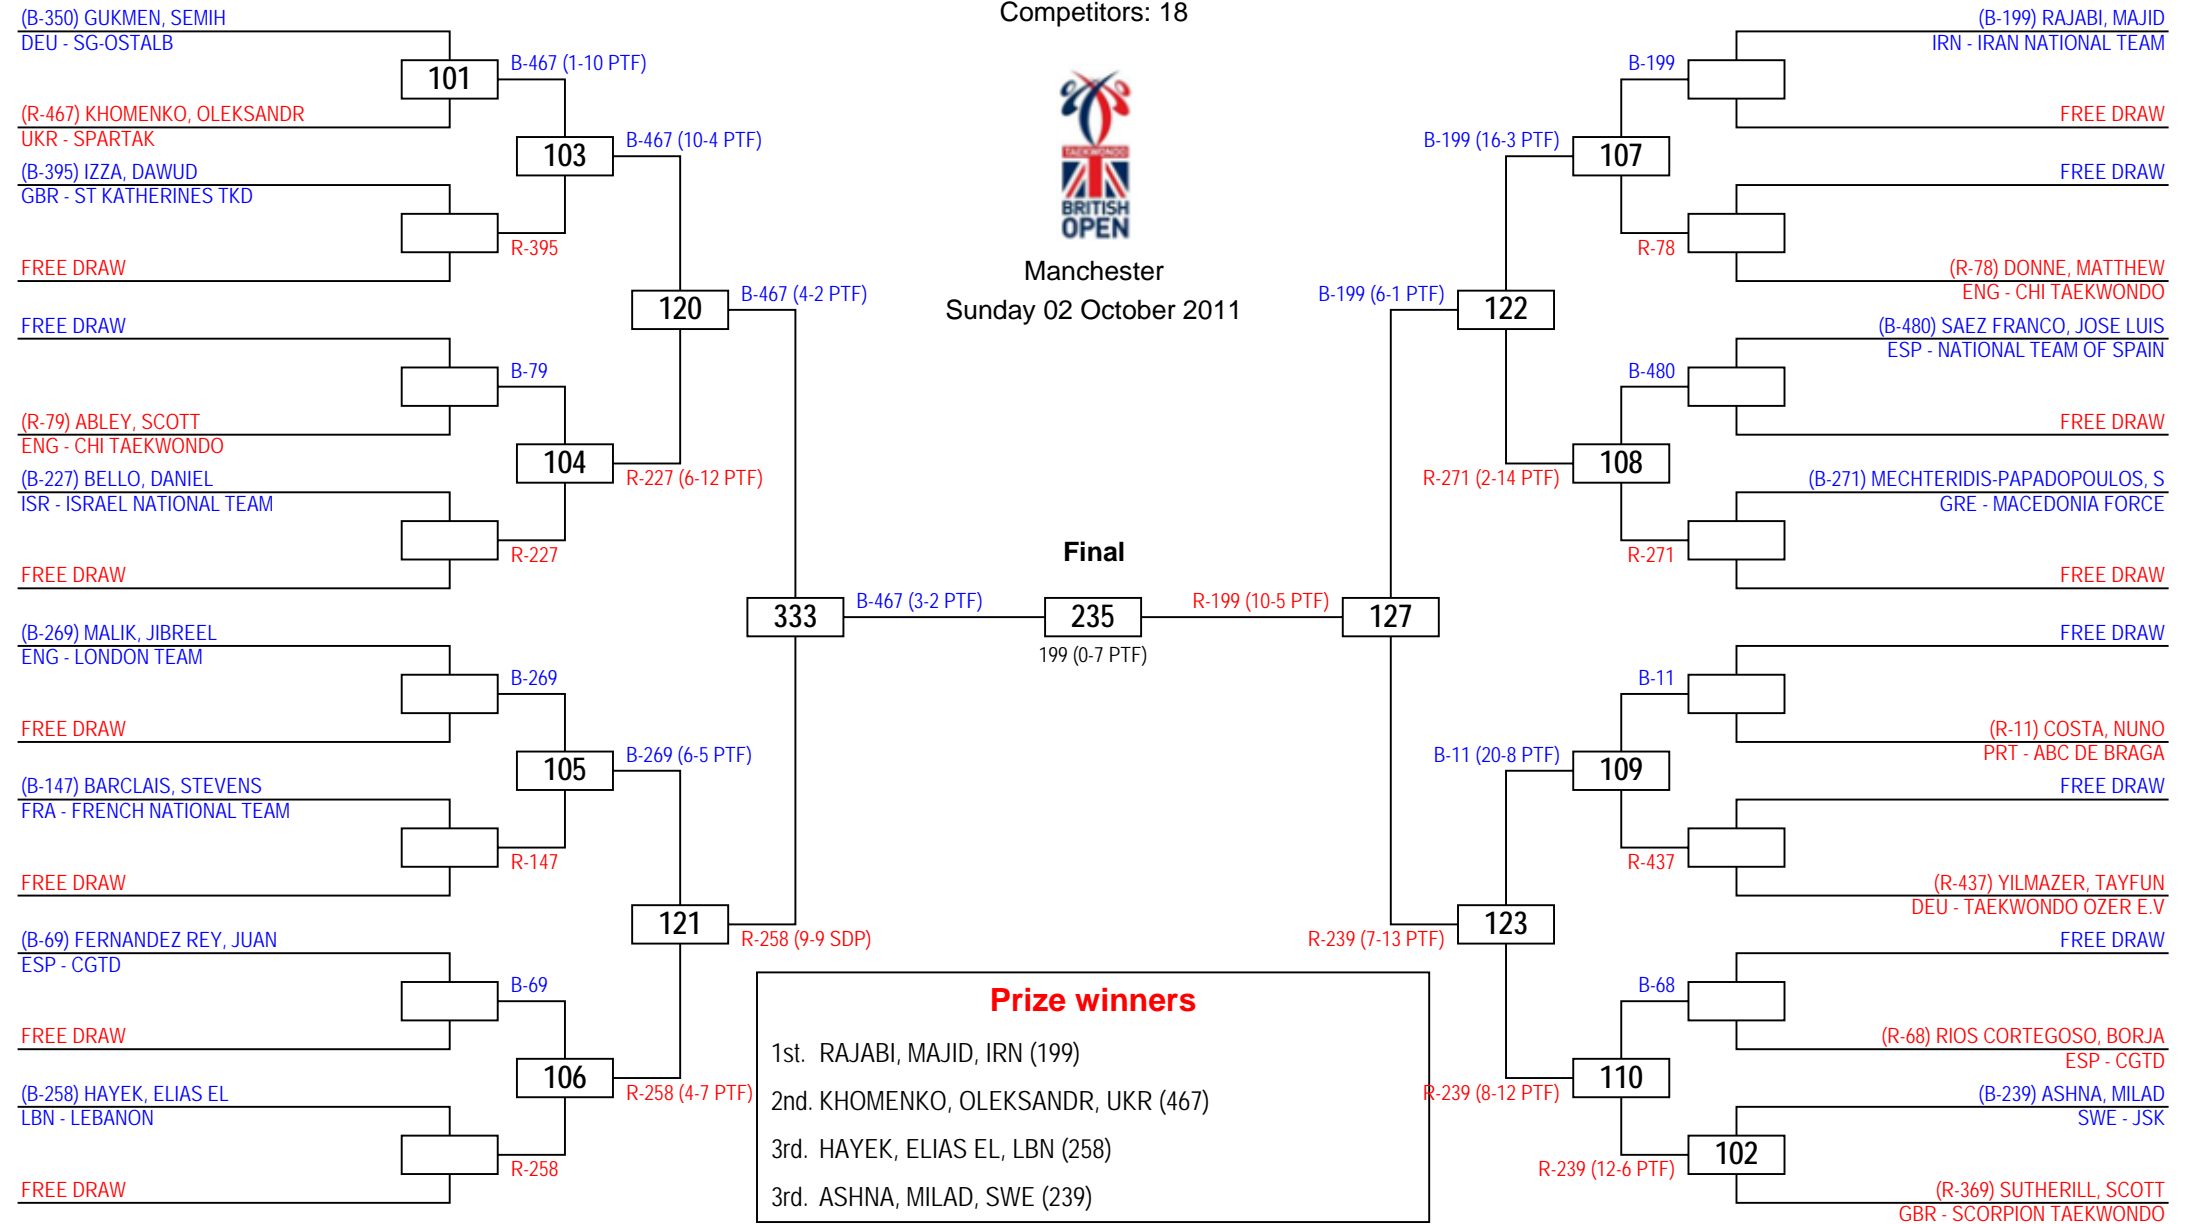 Competitors: 18
TAEKWONDO
BRITISH
OPEN
Manchester
Sunday 02 October 2011
(B-350) GUKMEN, SEMIH
DEU - SG-OSTALB
(R-467) KHOMENKO, OLEKSANDR
UKR - SPARTAK
(B-395) IZZA, DAWUD
GBR - ST KATHERINES TKD
FREE DRAW
FREE DRAW
(R-79) ABLEY, SCOTT
ENG - CHI TAEKWONDO
(B-227) BELLO, DANIEL
ISR - ISRAEL NATIONAL TEAM
FREE DRAW
(B-269) MALIK, JIBREEL
ENG - LONDON TEAM
FREE DRAW
(B-147) BARCLAIS, STEVENS
FRA - FRENCH NATIONAL TEAM
FREE DRAW
(B-69) FERNANDEZ REY, JUAN
ESP - CGTD
FREE DRAW
(B-258) HAYEK, ELIAS EL
LBN - LEBANON
FREE DRAW
101
B-467 (1-10 PTF)
R-395
B-79
R-227
B-269
R-147
B-69
R-258
103
B-467 (10-4 PTF)
104
R-227 (6-12 PTF)
105
B-269 (6-5 PTF)
106
R-258 (4-7 PTF)
120
B-467 (4-2 PTF)
121
R-258 (9-9 SDP)
333
B-467 (3-2 PTF)
Final
235
199 (0-7 PTF)
R-199 (10-5 PTF)
127
B-199 (6-1 PTF)
122
R-239 (7-13 PTF)
123
B-199 (16-3 PTF)
107
R-271 (2-14 PTF)
108
B-11 (20-8 PTF)
109
R-239 (8-12 PTF)
110
B-199
R-78
B-480
R-271
B-11
R-437
B-68
R-239 (12-6 PTF)
102
(B-199) RAJABI, MAJID
IRN - IRAN NATIONAL TEAM
FREE DRAW
FREE DRAW
(R-78) DONNE, MATTHEW
ENG - CHI TAEKWONDO
(B-480) SAEZ FRANCO, JOSE LUIS
ESP - NATIONAL TEAM OF SPAIN
FREE DRAW
(B-271) MECHTERIDIS-PAPADOPOULOS, S
GRE - MACEDONIA FORCE
FREE DRAW
FREE DRAW
(R-11) COSTA, NUNO
PRT - ABC DE BRAGA
FREE DRAW
(R-437) YILMAZER, TAYFUN
DEU - TAEKWONDO OZER E.V
FREE DRAW
(R-68) RIOS CORTEGOSO, BORJA
ESP - CGTD
(B-239) ASHNA, MILAD
SWE - JSK
(R-369) SUTHERILL, SCOTT
GBR - SCORPION TAEKWONDO
Prize winners
1st. RAJABI, MAJID, IRN (199)
2nd. KHOMENKO, OLEKSANDR, UKR (467)
3rd. HAYEK, ELIAS EL, LBN (258)
3rd. ASHNA, MILAD, SWE (239)